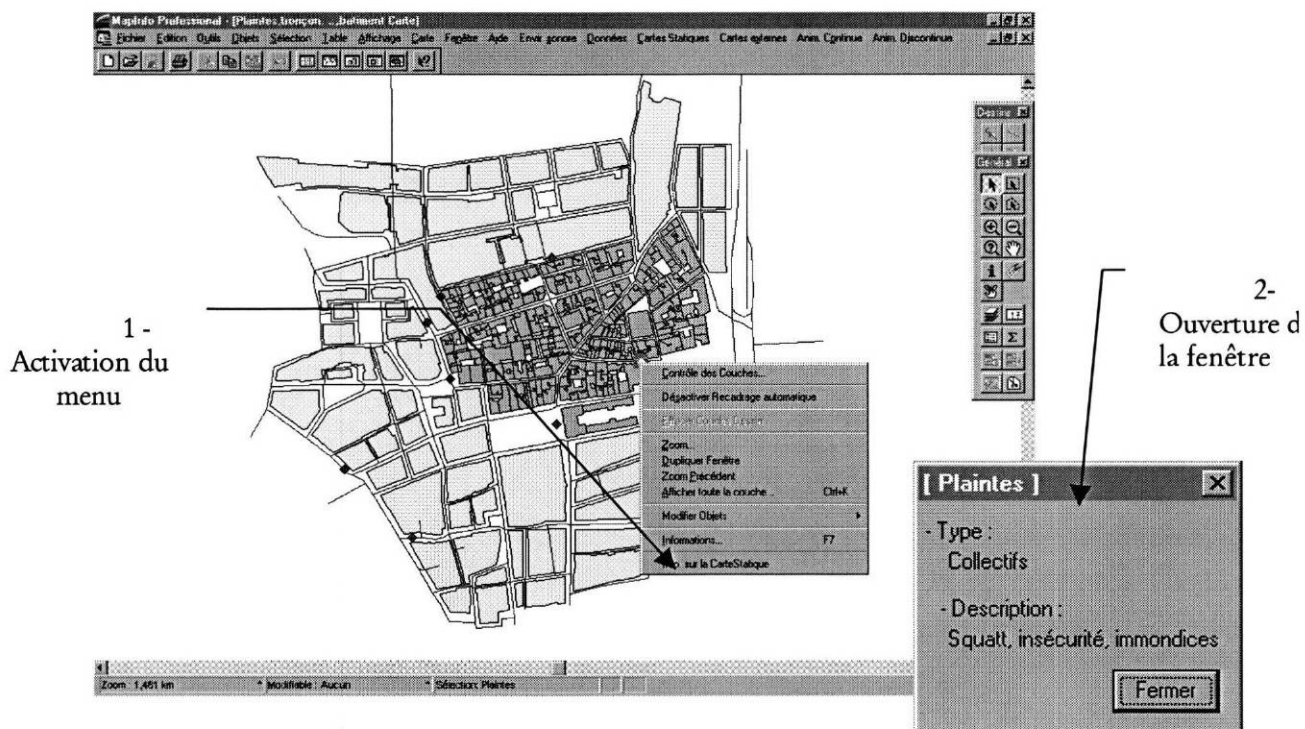 MapInfo Professional - [Plaintes,tronçon, ...,batiment Carte]
Fichier Edition Outils Objets Sélection Table Affichage Carte Fenêtre Aide Envir sonore Données Cartes Statiques Cartes externes Anim. Continue Anim. Discontinue
Dessins
Général
1 -
Activation du
menu
2-
Ouverture d
la fenêtre
Contrôle des Couches...
Désactiver Recadrage automatique
Zoom...
Dupliquer Fenêtre
Zoom Précédent
Afficher toute la couche... Ctrl+K
Modifier Objets
Informations... F7
sur la CarteStatique
[ Plaintes ]
- Type :
Collectifs
- Description :
Squatt, insécurité, immondices
Fermer
Zoom : 1,461 km Modifiable : Aucun Sélection: Plaintes